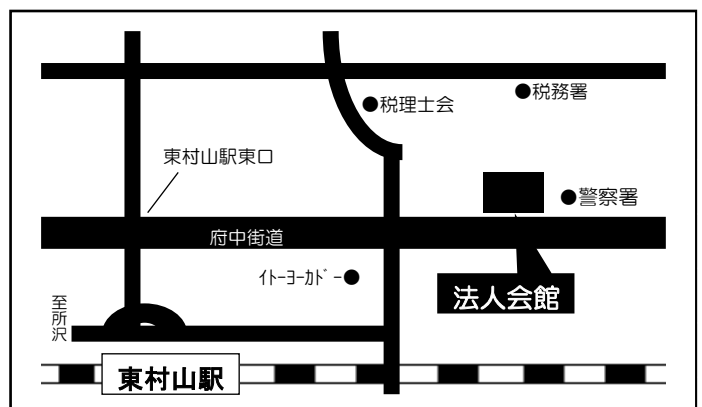 ●税理士会
●税務署
東村山駅東口
●警察署
府中街道
ｲﾄｰﾖｰｶﾄﾞｰ●
法人会館
至所沢
東村山駅